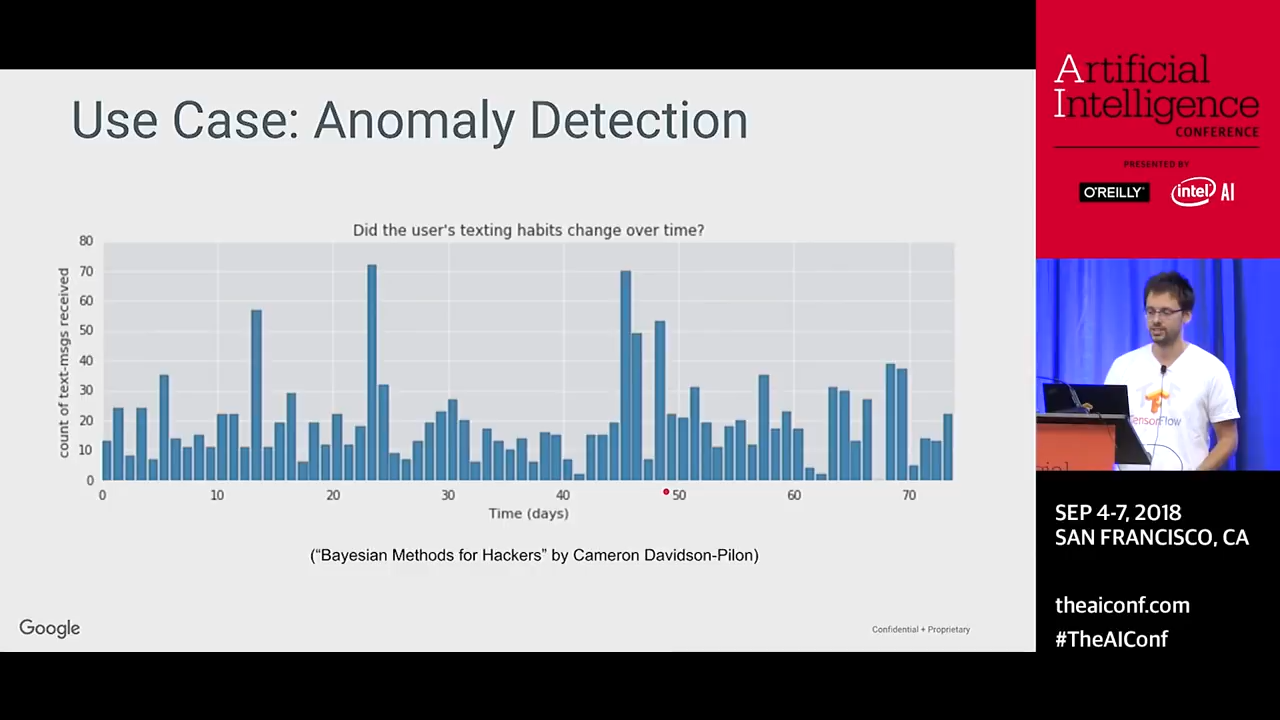 Use Case: Anomaly Detection
Did the user's texting habits change over time?
count of text-msgs received
80
70
60
50
40
30
20
10
0
0 10 20 30 40 50 60 70
Time (days)
("Bayesian Methods for Hackers" by Cameron Davidson-Pilon)
Google
Confidential + Proprietary
Artificial
Intelligence
CONFERENCE
PRESENTED BY
O'REILLY
intel AI
TensorFlow
SEP 4-7, 2018
SAN FRANCISCO, CA
theaiconf.com
#TheAIConf